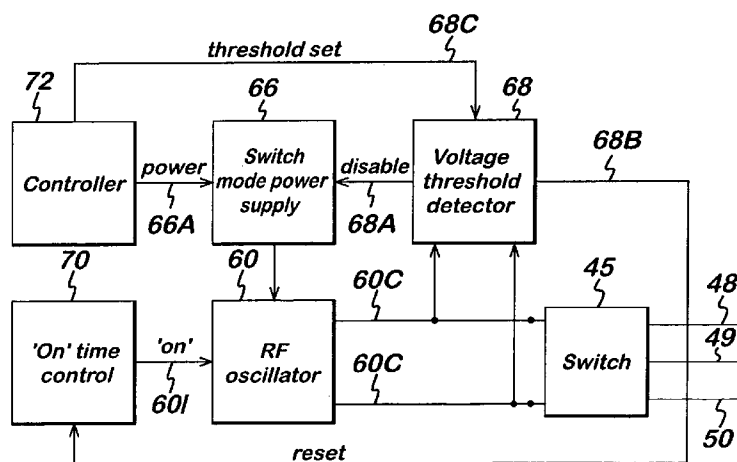 68C
threshold set
72
66
68
68B
Controller
power
66A
Switch
mode power
supply
disable
68A
Voltage
threshold
detector
70
60
60C
45
48
'On' time
control
'on'
60I
RF
oscillator
60C
Switch
49
50
reset